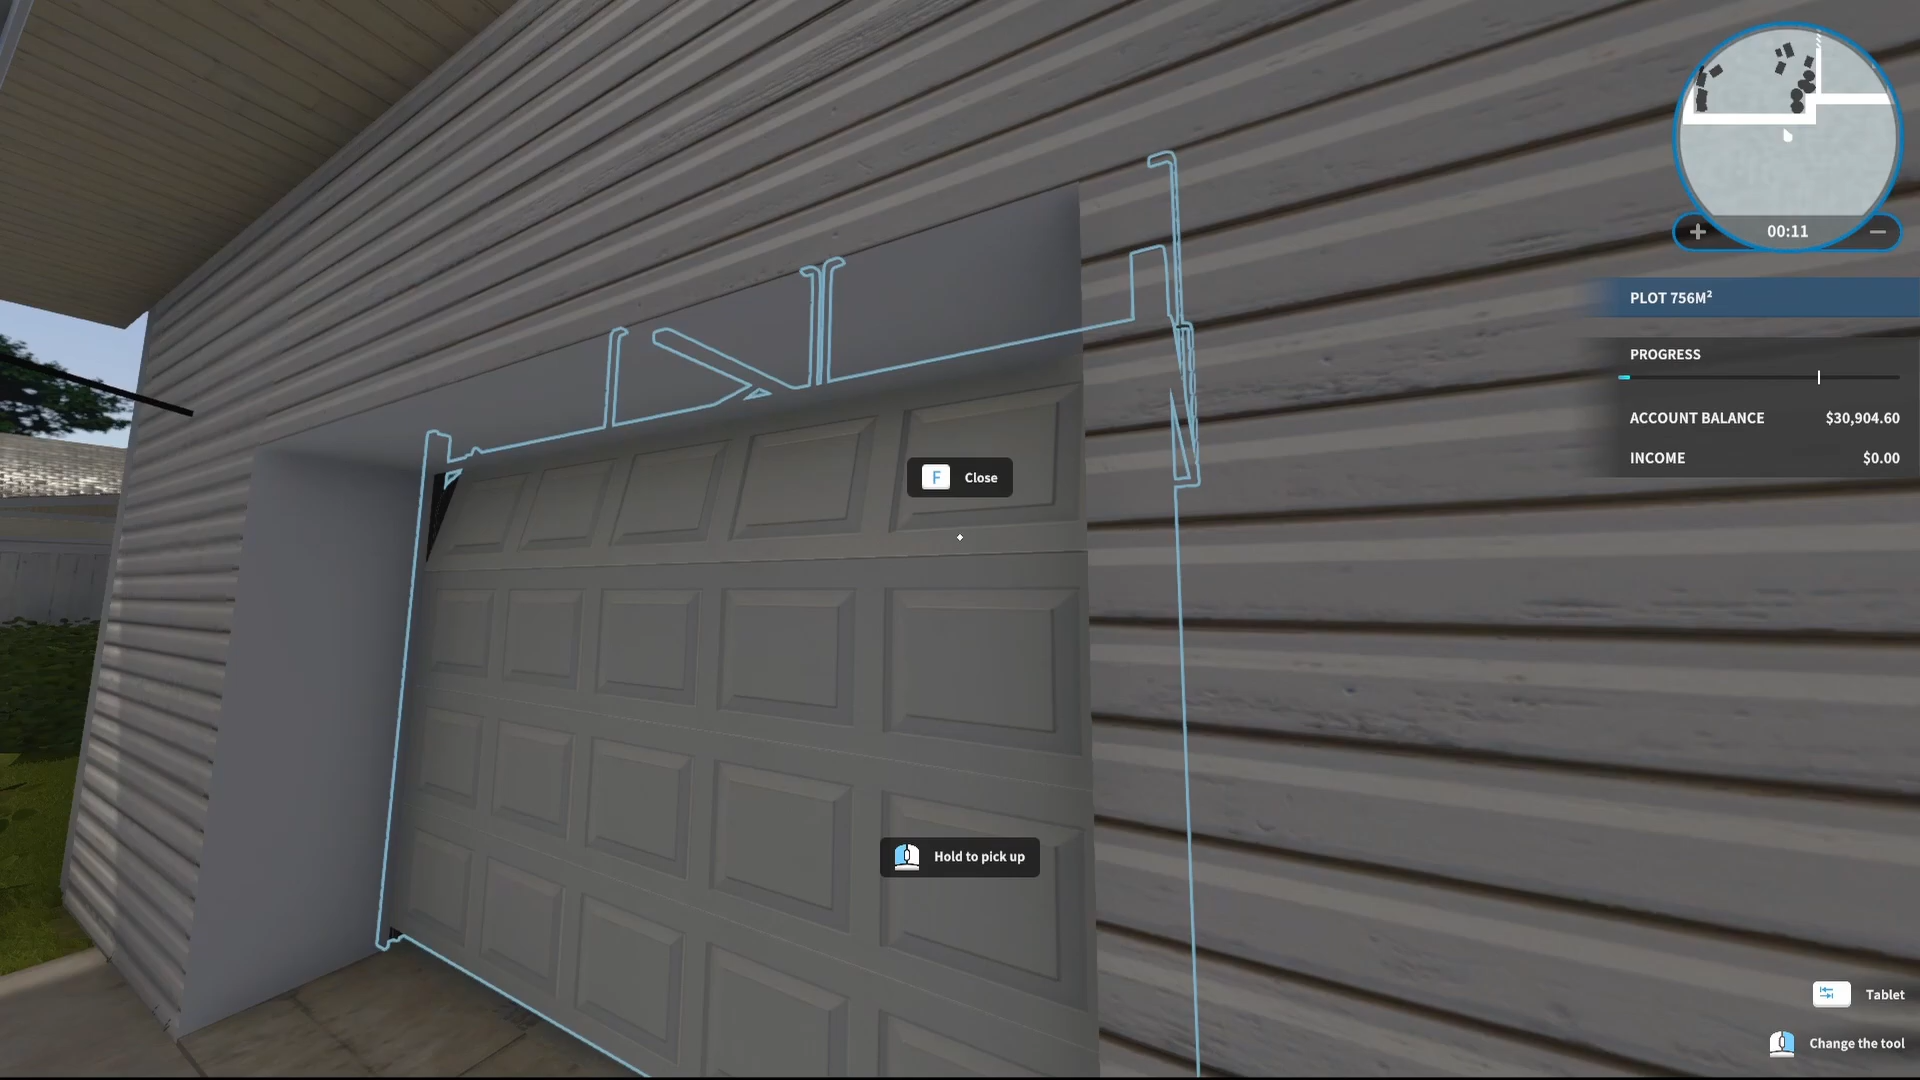 00:11
PLOT 756M²
PROGRESS
ACCOUNT BALANCE $30,904.60
INCOME $0.00
F Close
Hold to pick up
Tablet
Change the tool